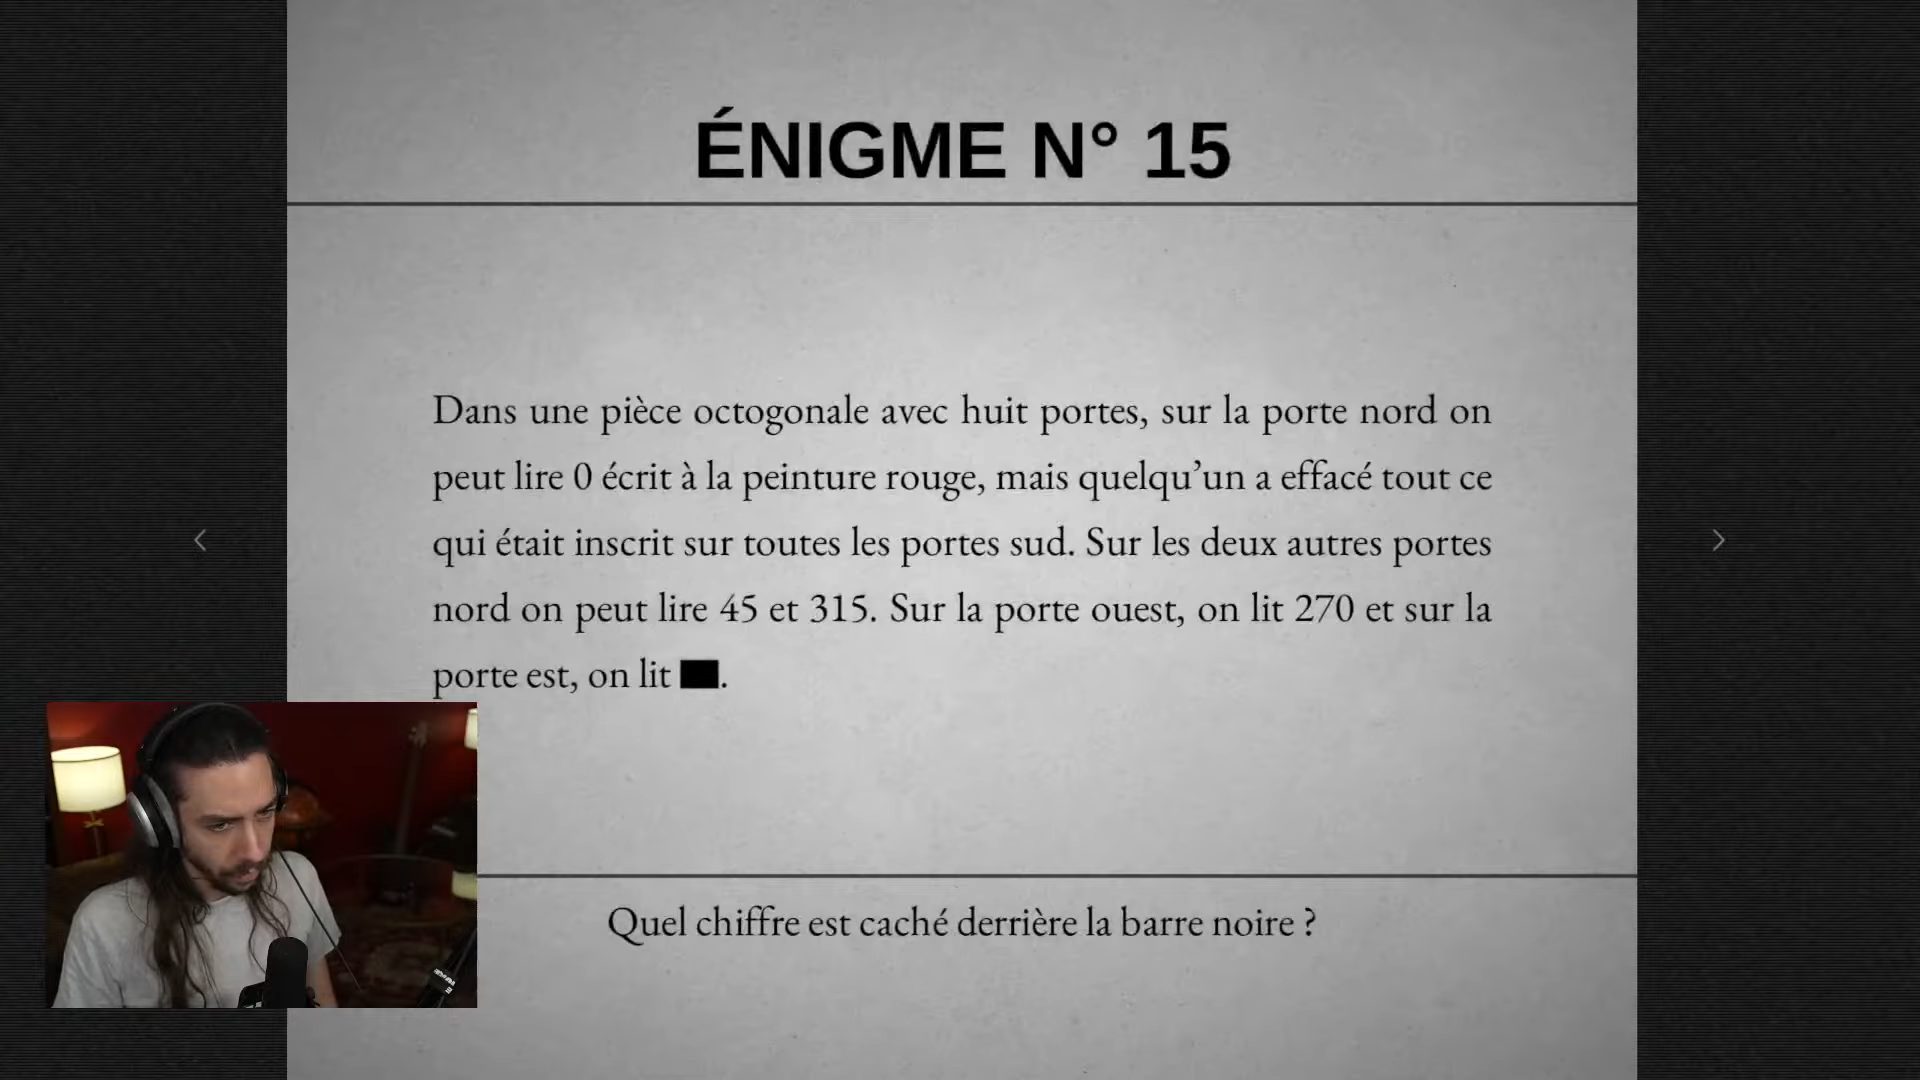 ÉNIGME N° 15
Dans une pièce octogonale avec huit portes, sur la porte nord on
peut lire 0 écrit à la peinture rouge, mais quelqu’un a effacé tout ce
qui était inscrit sur toutes les portes sud. Sur les deux autres portes
nord on peut lire 45 et 315. Sur la porte ouest, on lit 270 et sur la
porte est, on lit .
Quel chiffre est caché derrière la barre noire ?